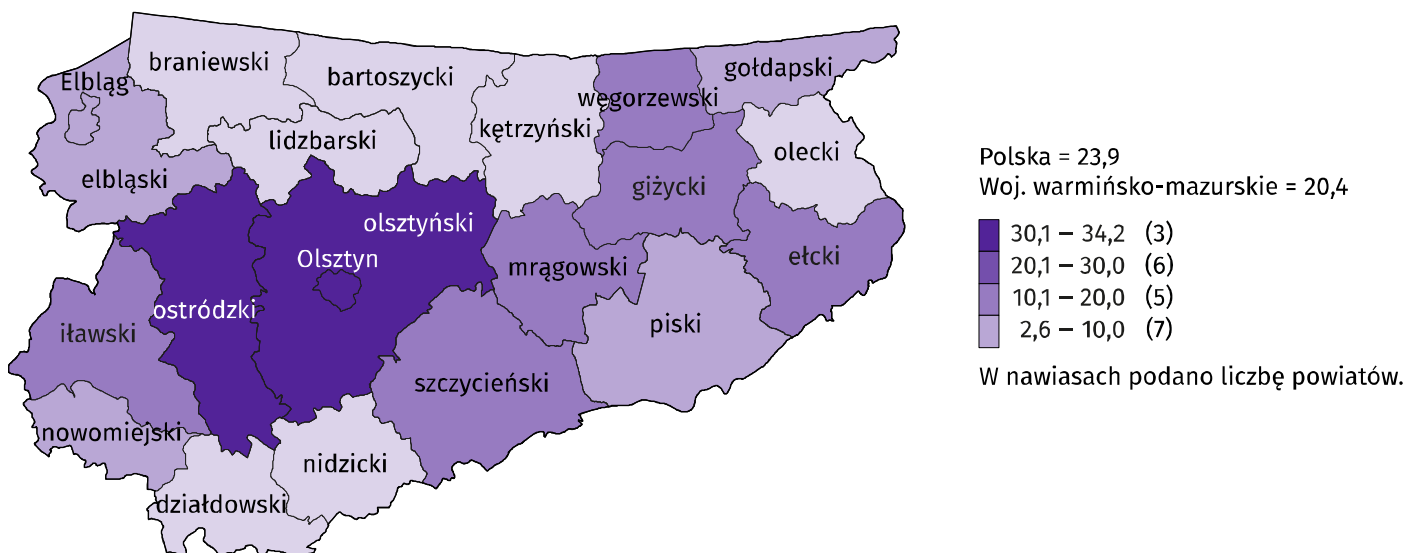 braniewski
bartoszycki
gołdapski
Elbląg
węgorzewski
kętrzyński
lidzbarski
olecki
elbląski
giżycki
olsztyński
Olsztyn
mrągowski
ełcki
ostródzki
iławski
piski
szczycieński
nowomiejski
nidzicki
działdowski
Polska = 23,9
Woj. warmińsko-mazurskie = 20,4
30,1 – 34,2 (3)
20,1 – 30,0 (6)
10,1 – 20,0 (5)
2,6 – 10,0 (7)
W nawiasach podano liczbę powiatów.